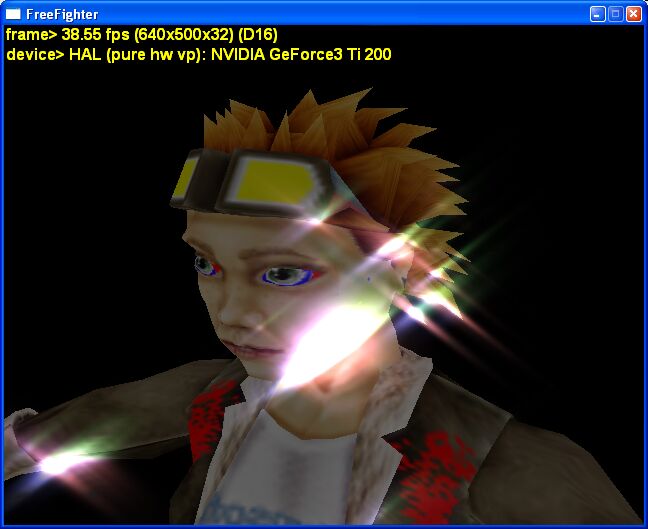 FreeFighter
frame> 38.55 fps (640x500x32) (D16)
device> HAL (pure hw vp): NVIDIA GeForce3 Ti 200